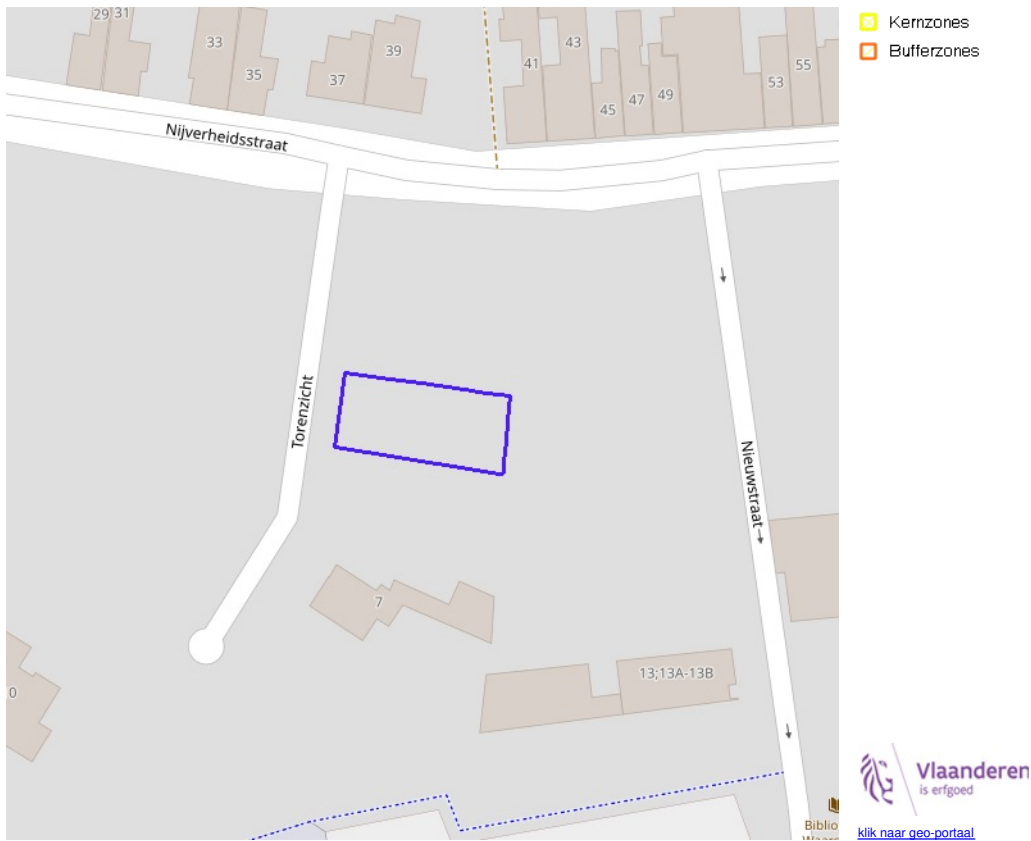 Kernzones
Bufferzones
29 31
33
35
37
39
41
43
45
47
49
53
55
Nijverheidsstraat
Torenzicht
Nieuwstraat
7
13;13A-13B
0
Biblio
Vlaanderen
is erfgoed
klik naar geo-portaal